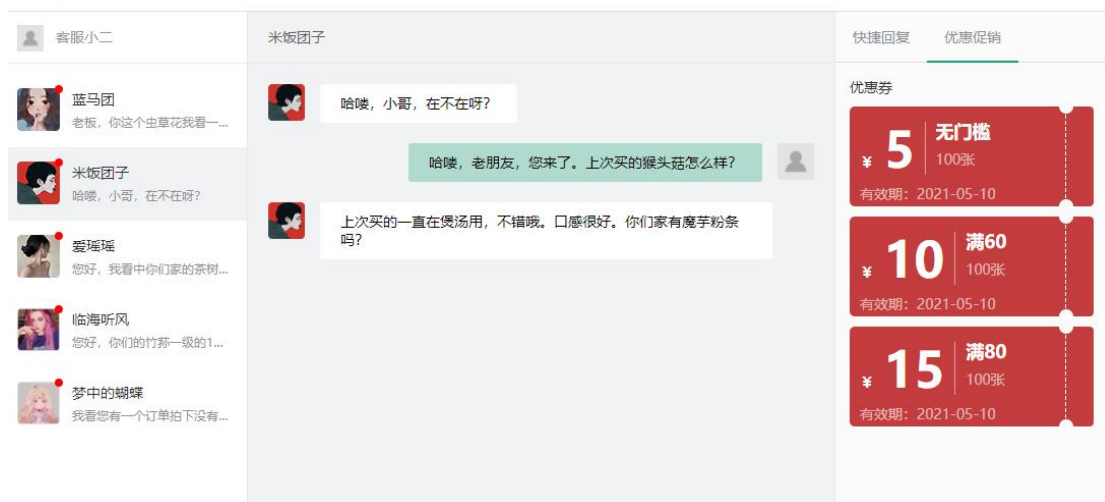 客服小二
蓝马团
老板，你这个虫草花我看一...
米饭团子
哈喽，小哥，在不在呀？
爱瑶瑶
您好，我看中你们家的茶树...
临海听风
您好，你们的竹荪一级的1...
梦中的蝴蝶
我看您有一个订单拍下没有...
米饭团子
哈喽，小哥，在不在呀？
哈喽，老朋友，您来了。上次买的猴头菇怎么样？
上次买的一直在煲汤用，不错哦。口感很好。你们家有魔芋粉条
吗？
快捷回复 优惠促销
优惠券
¥ 5 无门槛
100张
有效期：2021-05-10
¥ 10 满60
100张
有效期：2021-05-10
¥ 15 满80
100张
有效期：2021-05-10